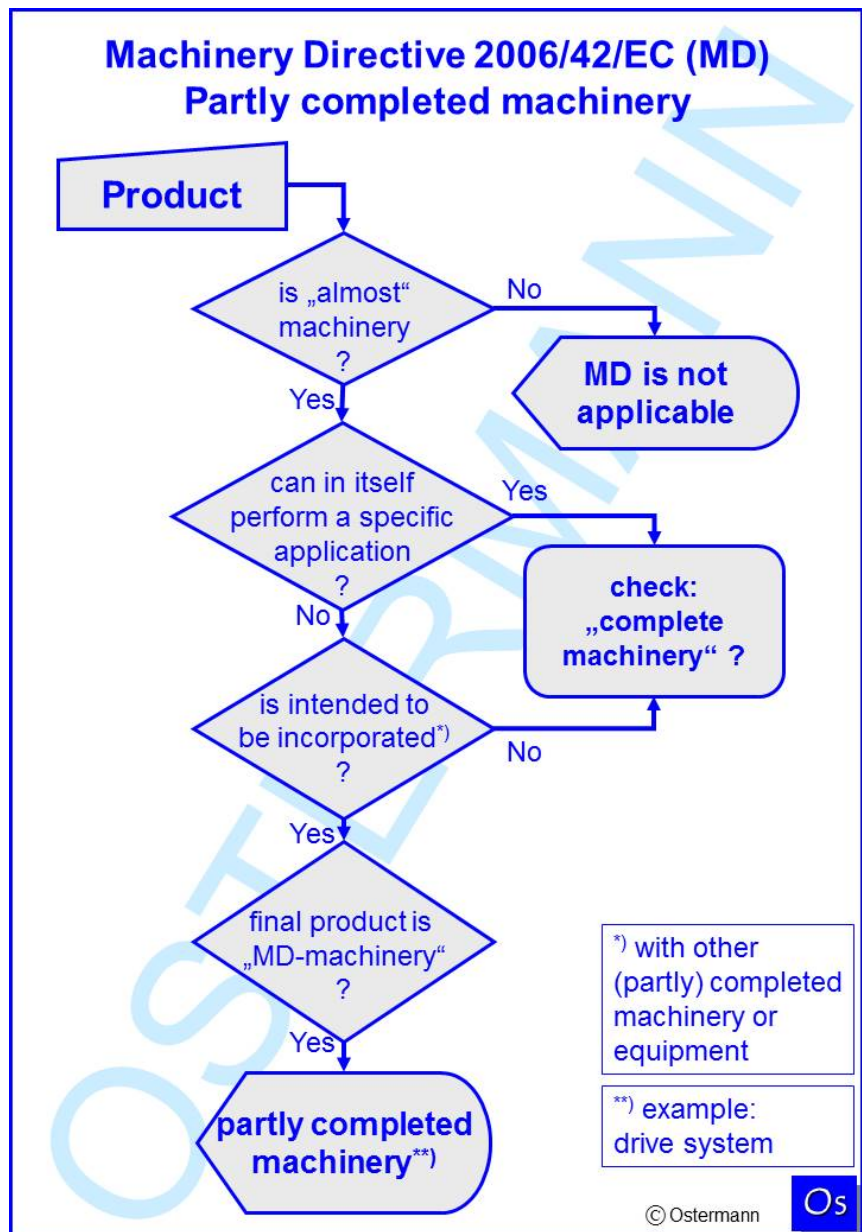 Machinery Directive 2006/42/EC (MD)
Partly completed machinery
Product
is „almost“
machinery
?
No
MD is not
applicable
Yes
can in itself
perform a specific
application
?
Yes
check:
„complete
machinery“ ?
No
is intended to
be incorporated*)
?
No
Yes
final product is
„MD-machinery“
?
Yes
partly completed
machinery**)
*) with other
(partly) completed
machinery or
equipment
**) example:
drive system
© Ostermann
Os
OSTERMANN